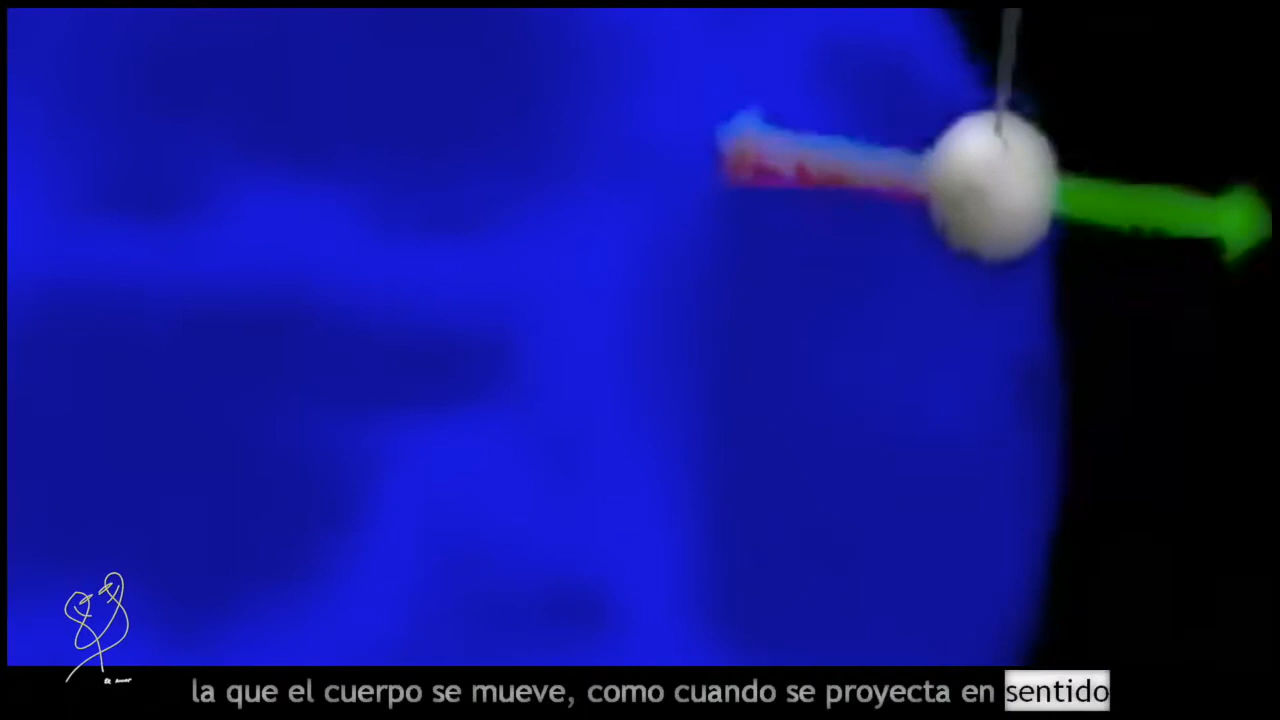 la que el cuerpo se mueve, como cuando se proyecta en sentido